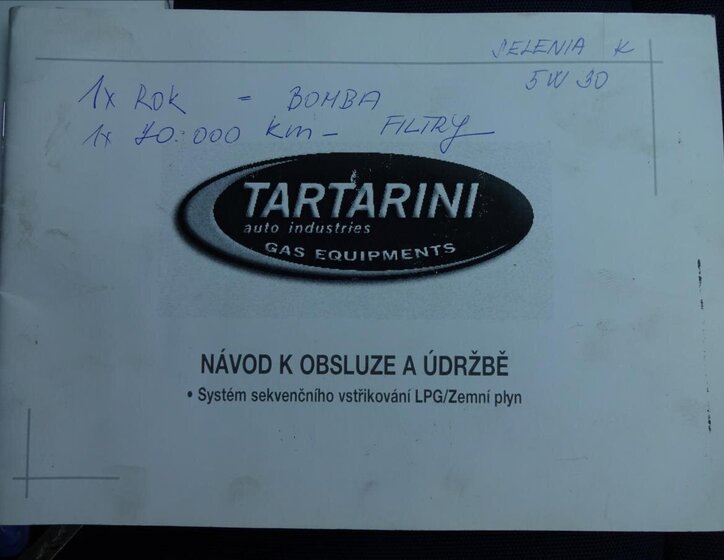 SELENIA K
5W 30
1x ROK = BOMBA
1x 10.000 km - FILTRY
TARTARINI
auto industries
GAS EQUIPMENTS
NÁVOD K OBSLUZE A ÚDRŽBĚ
• Systém sekvenčního vstřikování LPG/Zemní plyn